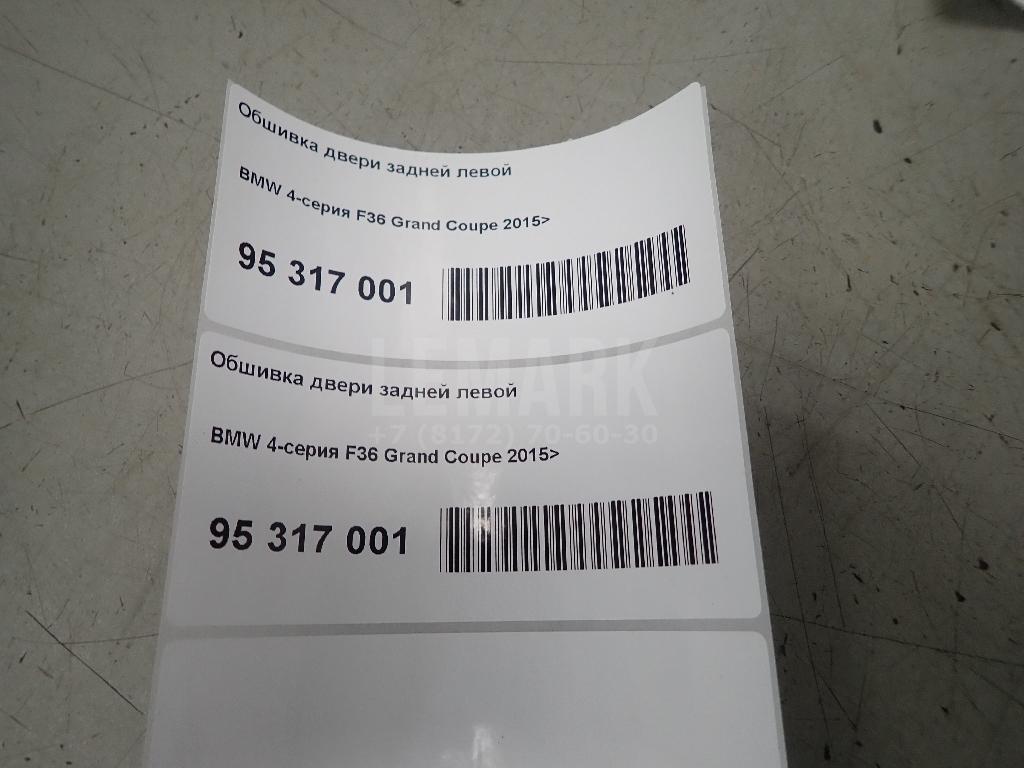 Обшивка двери задней левой
BMW 4-серия F36 Grand Coupe 2015>
95 317 001
LEMARK
+7 (8172) 70-60-30
Обшивка двери задней левой
BMW 4-серия F36 Grand Coupe 2015>
95 317 001